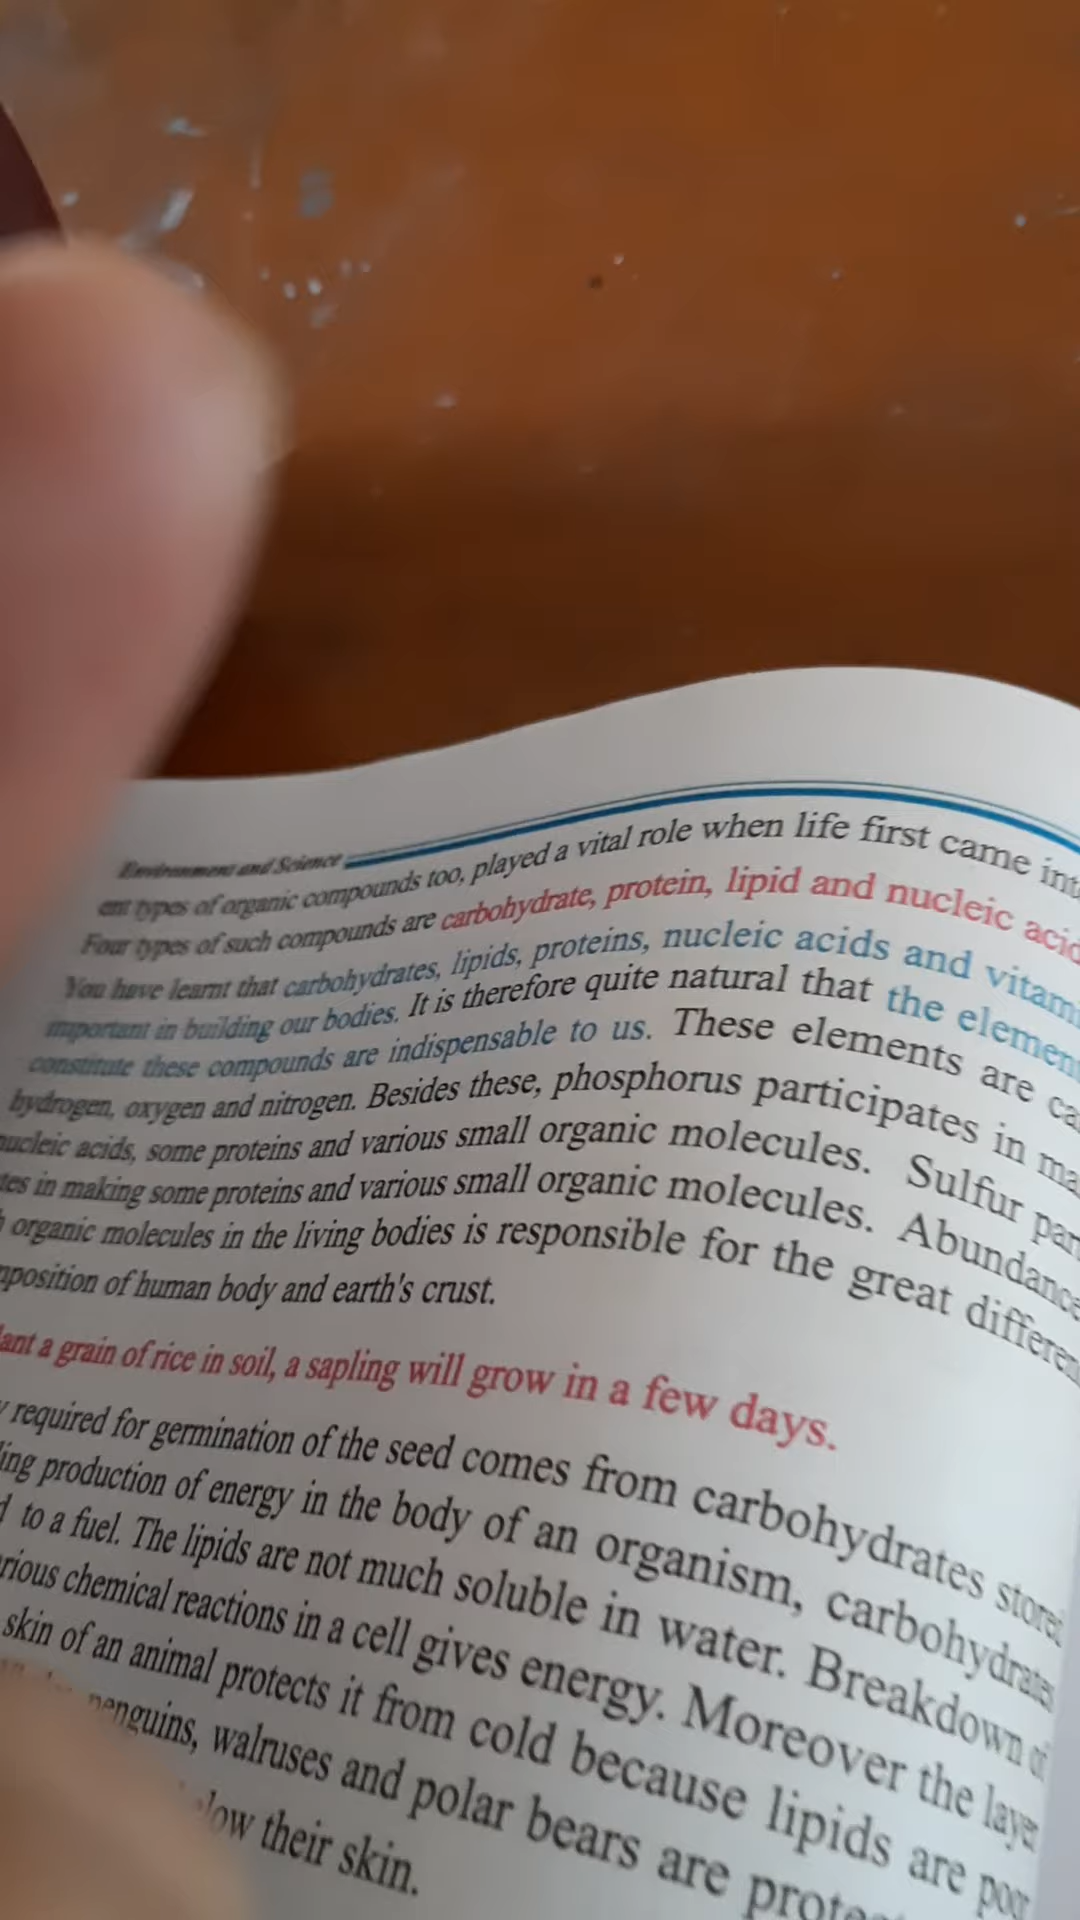 Environment and Science
ent types of organic compounds too, played a vital role when life first came int
Four types of such compounds are carbohydrate, protein, lipid and nucleic acid
You have learnt that carbohydrates, lipids, proteins, nucleic acids and vitam
important in building our bodies. It is therefore quite natural that the elemen
constitute these compounds are indispensable to us. These elements are ca
hydrogen, oxygen and nitrogen. Besides these, phosphorus participates in ma
nucleic acids, some proteins and various small organic molecules. Sulfur par
tes in making some proteins and various small organic molecules. Abundance
organic molecules in the living bodies is responsible for the great differen
mposition of human body and earth's crust.
lant a grain of rice in soil, a sapling will grow in a few days.
y required for germination of the seed comes from carbohydrates stored
ing production of energy in the body of an organism, carbohydrates
d to a fuel. The lipids are not much soluble in water. Breakdown of
rious chemical reactions in a cell gives energy. Moreover the layer
skin of an animal protects it from cold because lipids are poor
penguins, walruses and polar bears are prote
low their skin.